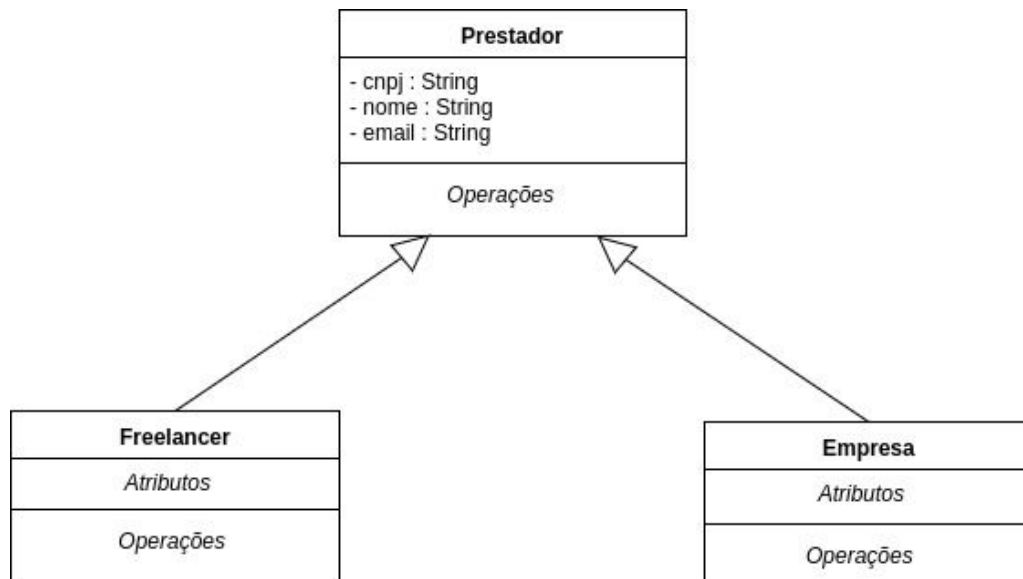 Prestador
- cnpj : String
- nome : String
- email : String
Operações
Freelancer
Atributos
Operações
Empresa
Atributos
Operações